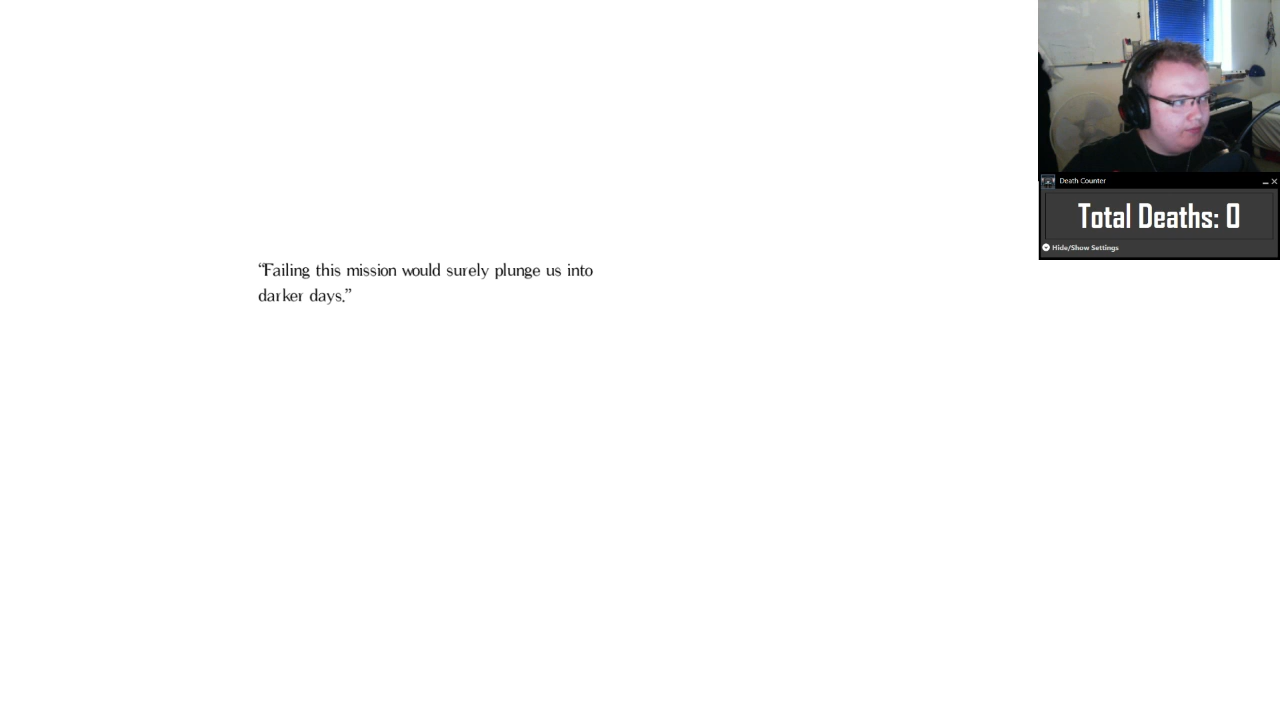 “Failing this mission would surely plunge us into
darker days.”
Death Counter
Total Deaths: 0
Hide/Show Settings